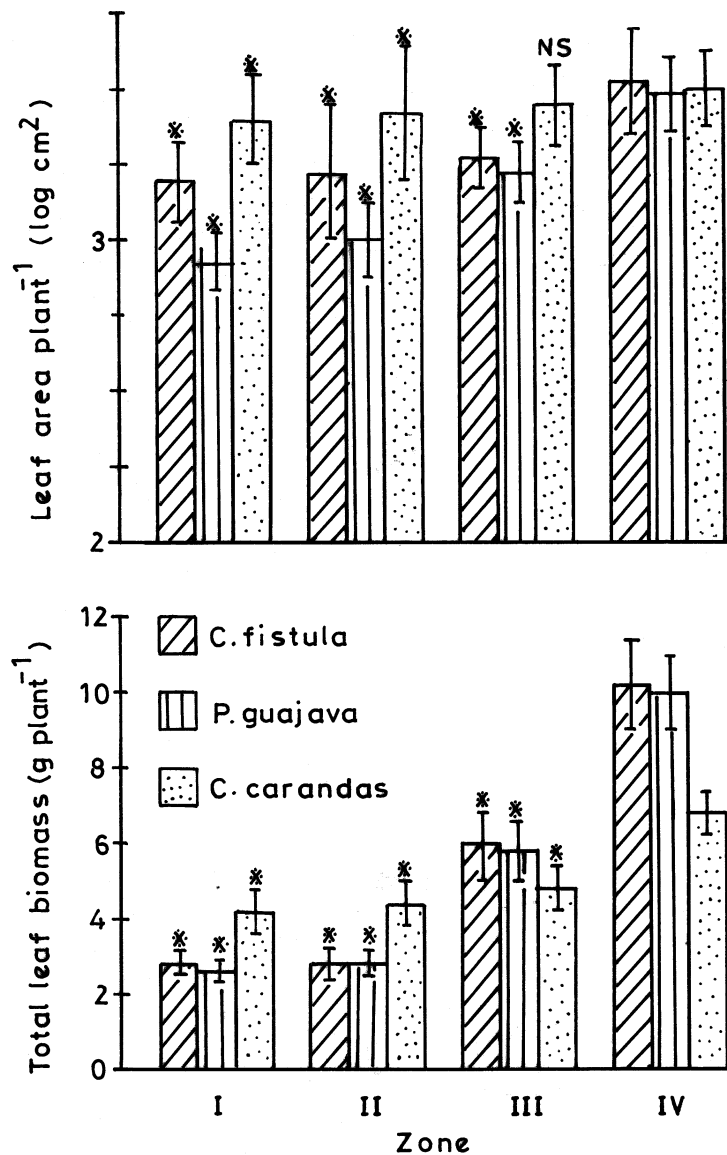 Leaf area plant⁻¹ (log cm²)
3
2
* * *
* * *
* * NS
Total leaf biomass (g plant⁻¹)
12
10
8
6
4
2
0
C. fistula
P. guajava
C. carandas
* * *
* * *
* * *
I II III IV
Zone